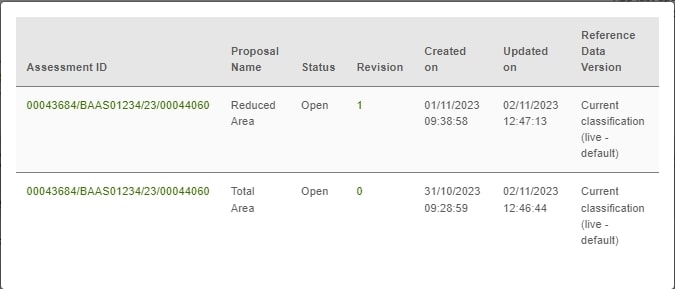 Assessment ID Proposal Name Status Revision Created on Updated on Reference Data Version
00043684/BAAS01234/23/00044060 Reduced Area Open 1 01/11/2023 09:38:58 02/11/2023 12:47:13 Current classification (live - default)
00043684/BAAS01234/23/00044060 Total Area Open 0 31/10/2023 09:28:59 02/11/2023 12:46:44 Current classification (live - default)